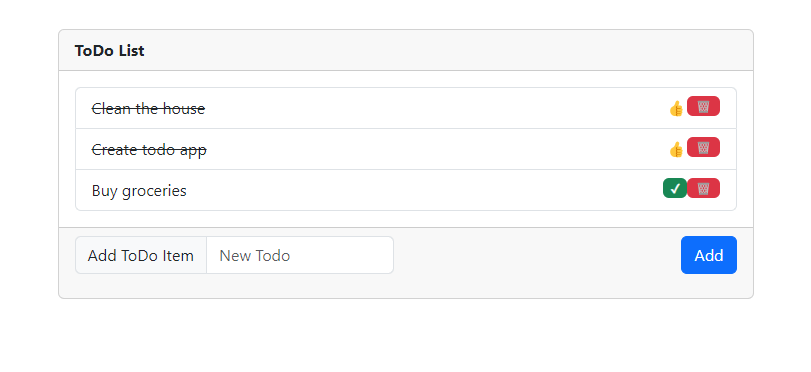 ToDo List
Clean the house
Create todo app
Buy groceries
Add ToDo Item New Todo Add